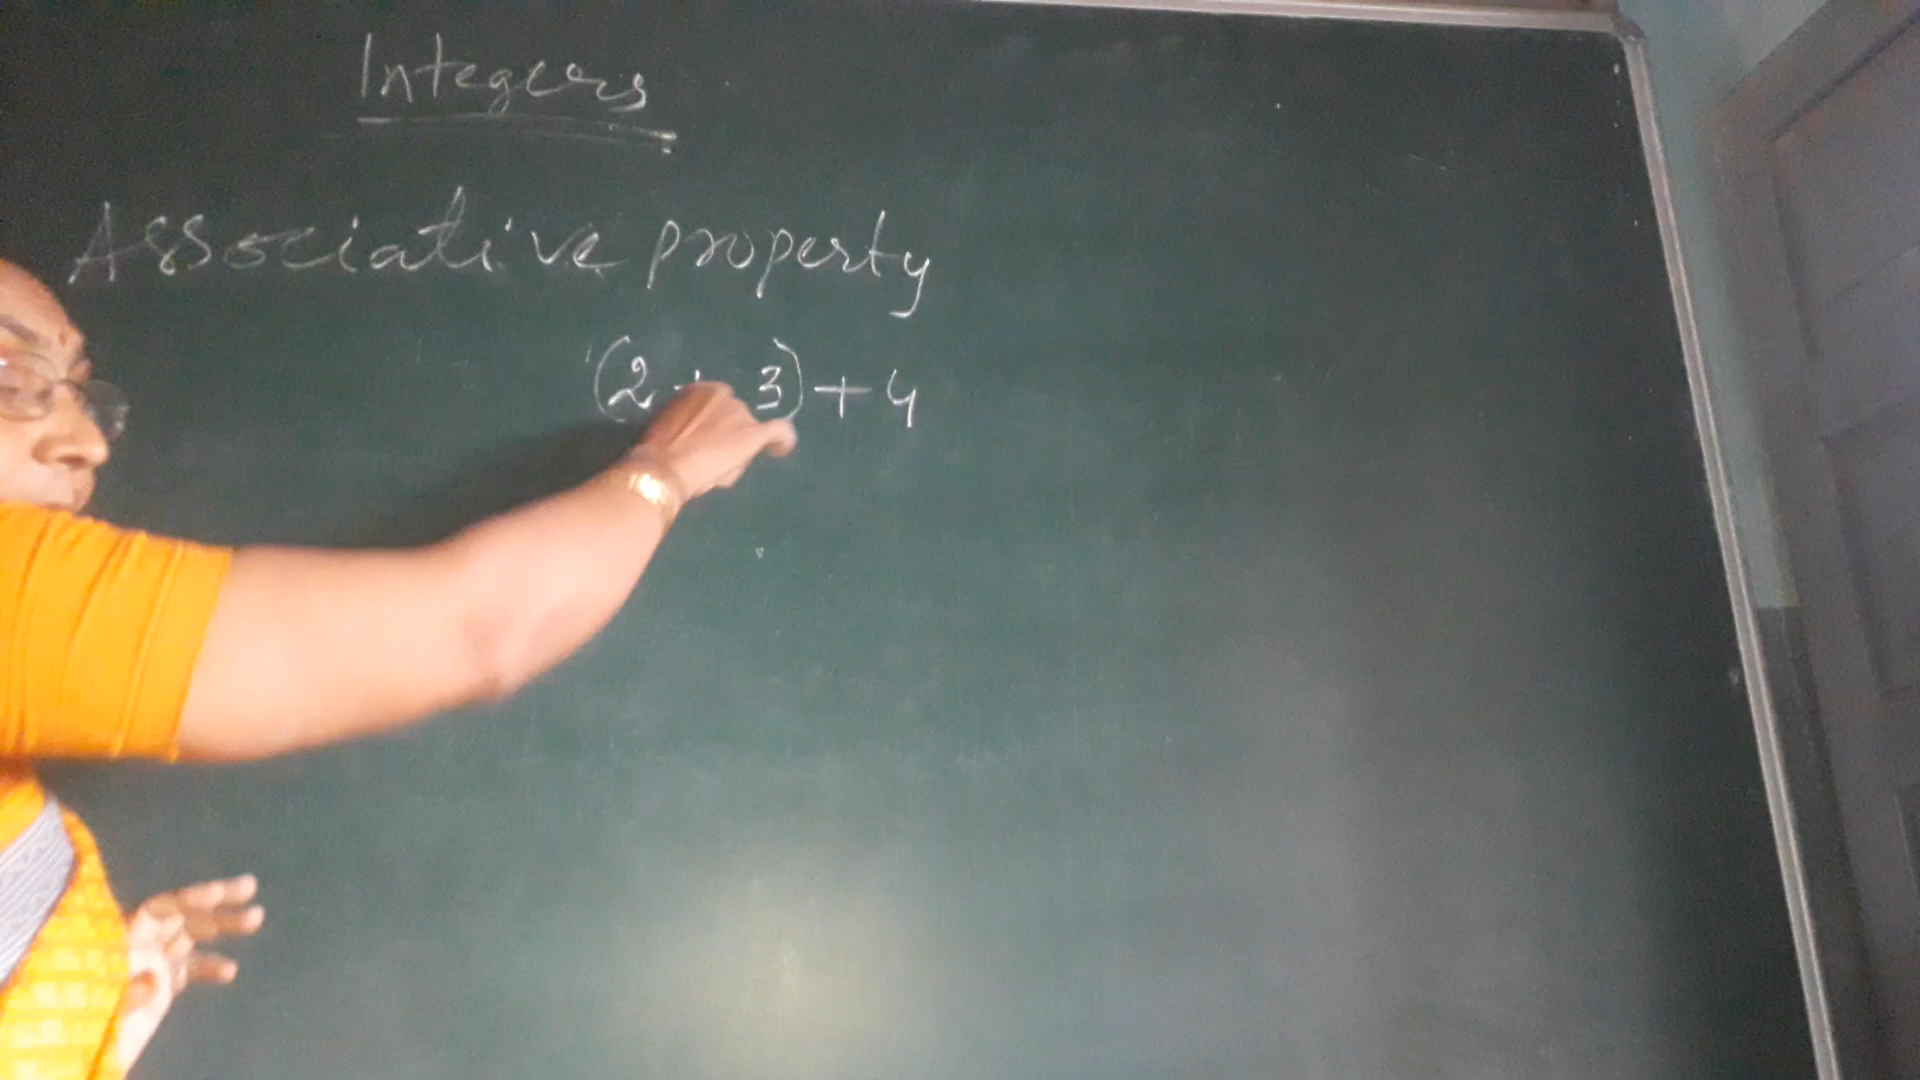 Integers
Associative property
(2 + 3) + 4